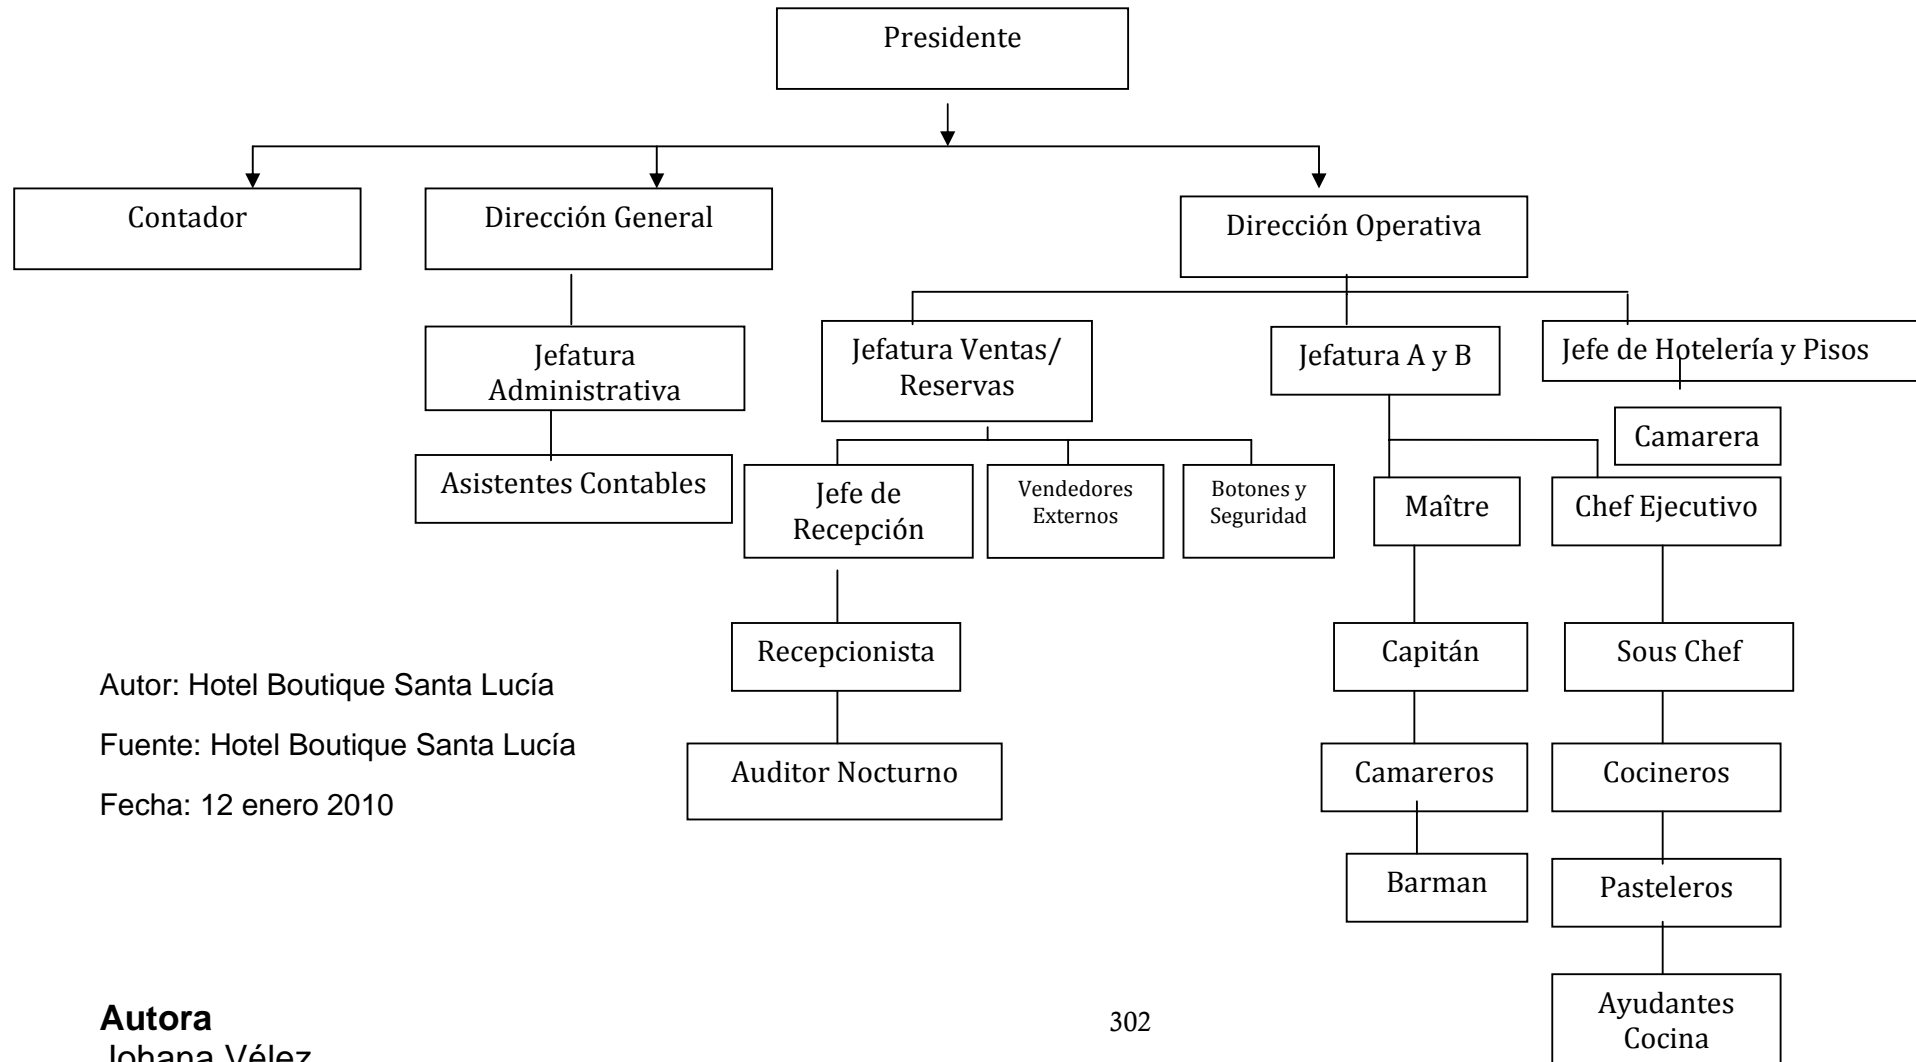 Presidente
Contador
Dirección General
Dirección Operativa
Jefatura
Administrativa
Jefatura Ventas/
Reservas
Jefatura A y B
Jefe de Hotelería y Pisos
Camarera
Asistentes Contables
Jefe de
Recepción
Vendedores
Externos
Botones y
Seguridad
Maître
Chef Ejecutivo
Recepcionista
Capitán
Sous Chef
Auditor Nocturno
Camareros
Cocineros
Barman
Pasteleros
Ayudantes
Cocina
Autor: Hotel Boutique Santa Lucía
Fuente: Hotel Boutique Santa Lucía
Fecha: 12 enero 2010
Autora
Johana Vélez
302